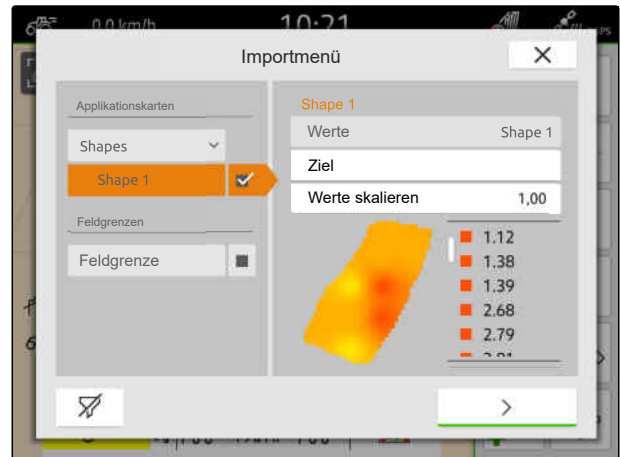 0.0 km/h
10:21
Importmenü
Applikationskarten
Shapes
Shape 1
Feldgrenzen
Feldgrenze
Shape 1
Werte
Shape 1
Ziel
Werte skalieren
1,00
1.12
1.38
1.39
2.68
2.79